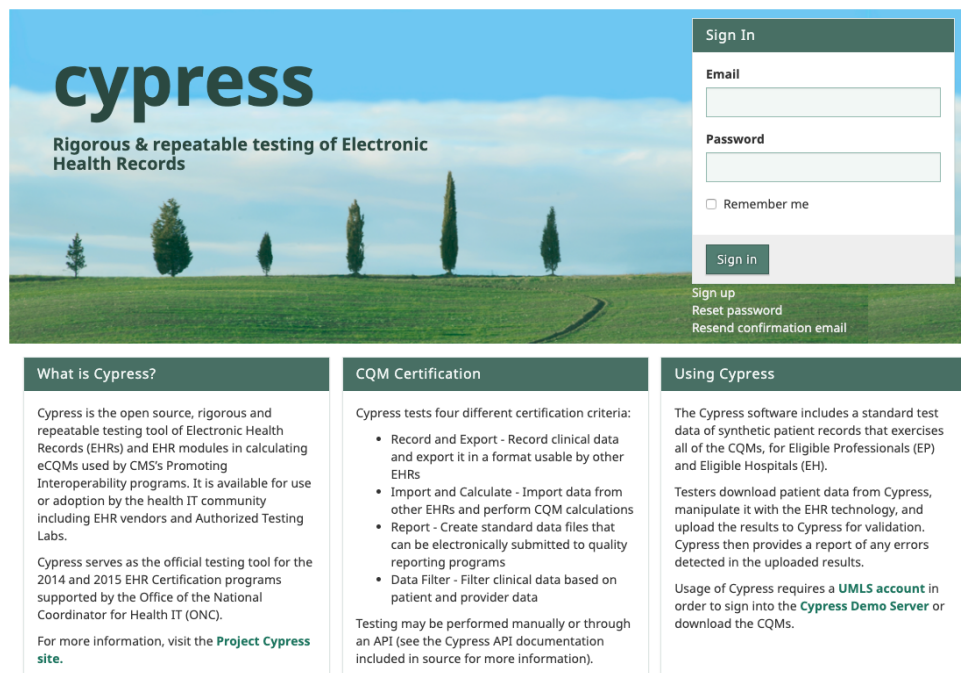 cypress
Rigorous & repeatable testing of Electronic
Health Records
Sign In
Email
Password
Remember me
Sign in
Sign up
Reset password
Resend confirmation email
What is Cypress?
Cypress is the open source, rigorous and
repeatable testing tool of Electronic Health
Records (EHRs) and EHR modules in calculating
eCQMs used by CMS's Promoting
Interoperability programs. It is available for use
or adoption by the health IT community
including EHR vendors and Authorized Testing
Labs.
Cypress serves as the official testing tool for the
2014 and 2015 EHR Certification programs
supported by the Office of the National
Coordinator for Health IT (ONC).
For more information, visit the Project Cypress
site.
CQM Certification
Cypress tests four different certification criteria:
• Record and Export - Record clinical data
and export it in a format usable by other
EHRs
• Import and Calculate - Import data from
other EHRs and perform CQM calculations
• Report - Create standard data files that
can be electronically submitted to quality
reporting programs
• Data Filter - Filter clinical data based on
patient and provider data
Testing may be performed manually or through
an API (see the Cypress API documentation
included in source for more information).
Using Cypress
The Cypress software includes a standard test
data of synthetic patient records that exercises
all of the CQMs, for Eligible Professionals (EP)
and Eligible Hospitals (EH).
Testers download patient data from Cypress,
manipulate it with the EHR technology, and
upload the results to Cypress for validation.
Cypress then provides a report of any errors
detected in the uploaded results.
Usage of Cypress requires a UMLS account in
order to sign into the Cypress Demo Server or
download the CQMs.